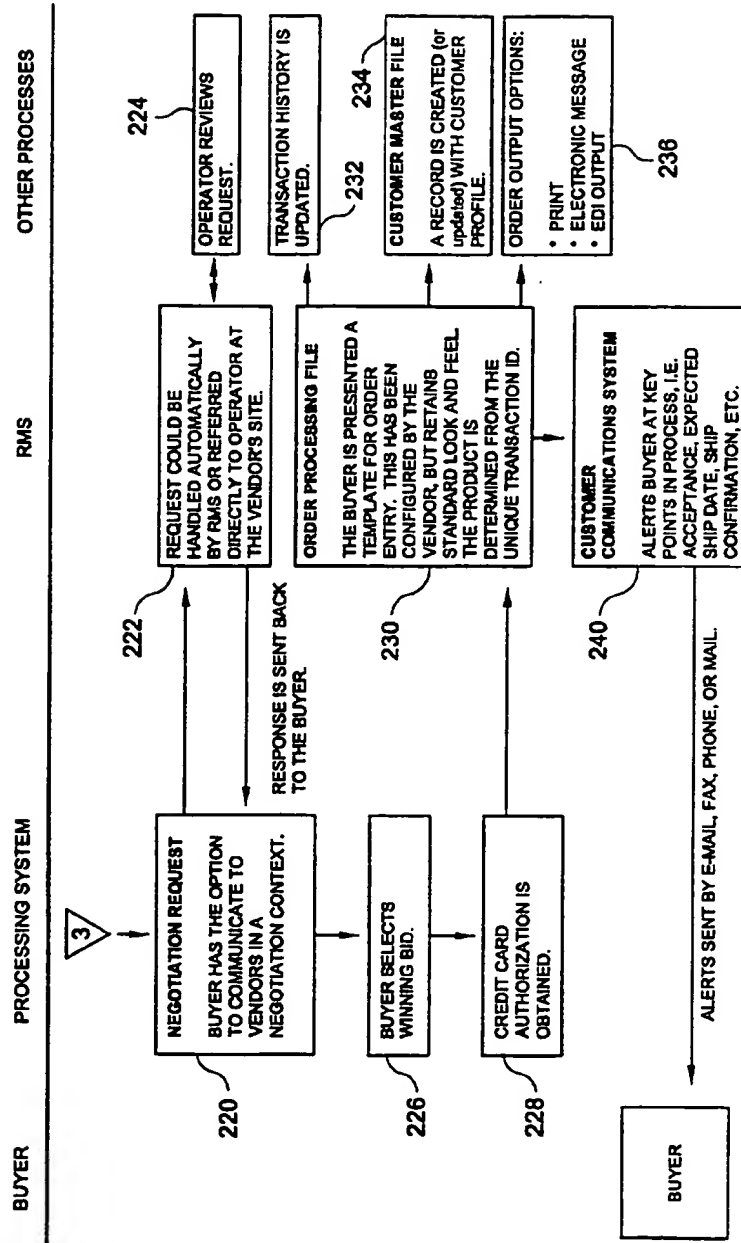 BUYER
PROCESSING SYSTEM
RMS
OTHER PROCESSES
3
NEGOTIATION REQUEST
BUYER HAS THE OPTION
TO COMMUNICATE TO
VENDORS IN A
NEGOTIATION CONTEXT.
220
REQUEST COULD BE
HANDLED AUTOMATICALLY
BY RMS OR REFERRED
DIRECTLY TO OPERATOR AT
THE VENDOR'S SITE.
222
OPERATOR REVIEWS
REQUEST.
224
RESPONSE IS SENT BACK
TO THE BUYER.
BUYER SELECTS
WINNING BID.
226
CREDIT CARD
AUTHORIZATION IS
OBTAINED.
228
ORDER PROCESSING FILE
THE BUYER IS PRESENTED A
TEMPLATE FOR ORDER
ENTRY. THIS HAS BEEN
CONFIGURED BY THE
VENDOR, BUT RETAINS
STANDARD LOOK AND FEEL.
THE PRODUCT IS
DETERMINED FROM THE
UNIQUE TRANSACTION ID.
230
TRANSACTION HISTORY IS
UPDATED.
232
CUSTOMER MASTER FILE
A RECORD IS CREATED (or
updated) WITH CUSTOMER
PROFILE.
234
ORDER OUTPUT OPTIONS:
• PRINT
• ELECTRONIC MESSAGE
• EDI OUTPUT
236
CUSTOMER
COMMUNICATIONS SYSTEM
ALERTS BUYER AT KEY
POINTS IN PROCESS, I.E.
ACCEPTANCE, EXPECTED
SHIP DATE, SHIP
CONFIRMATION, ETC.
240
ALERTS SENT BY E-MAIL, FAX, PHONE, OR MAIL.
BUYER